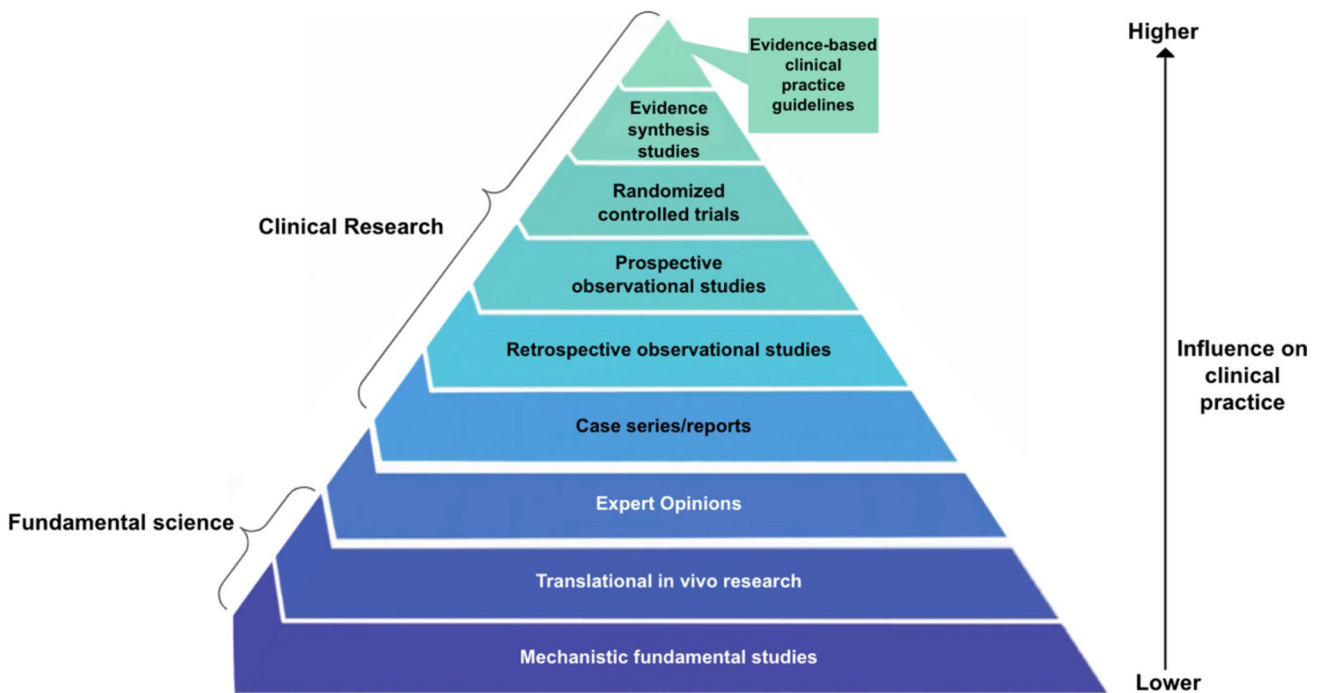 Higher
Evidence-based
clinical
practice
guidelines
Evidence
synthesis
studies
Randomized
controlled trials
Clinical Research
Prospective
observational studies
Retrospective observational studies
Influence on
clinical
practice
Case series/reports
Expert Opinions
Fundamental science
Translational in vivo research
Mechanistic fundamental studies
Lower